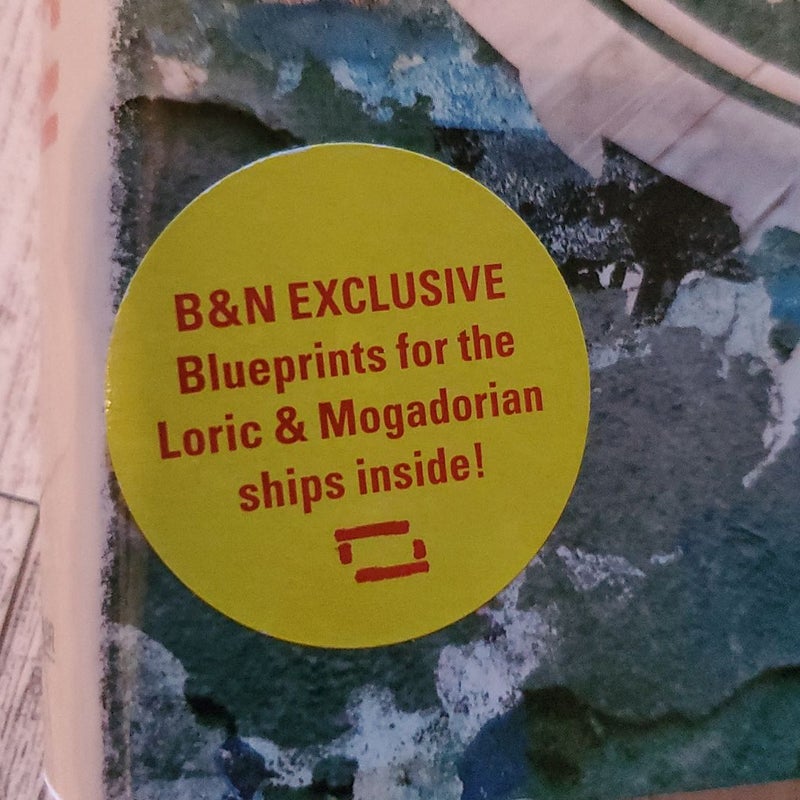 B&N EXCLUSIVE
Blueprints for the
Loric & Mogadorian
ships inside!